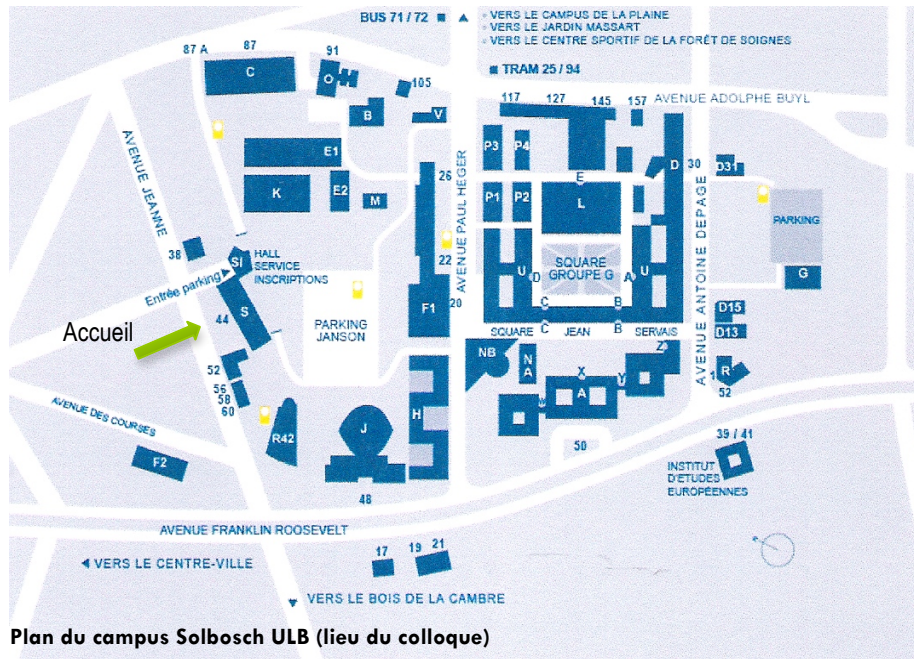 BUS 71 / 72
VERS LE CAMPUS DE LA PLAINE
VERS LE JARDIN MASSART
VERS LE CENTRE SPORTIF DE LA FORÊT DE SOIGNES
TRAM 25 / 94
87 A
87
91
105
C
O
B
V
117
127
145
157
AVENUE ADOLPHE BUYL
AVENUE JEANNE
E1
K
E2
M
26
22
20
AVENUE PAUL HEGER
P3
P4
P1
P2
E
L
D
30
D31
PARKING
G
AVENUE ANTOINE DEPAGE
38
SI
HALL
SERVICE
INSCRIPTIONS
Entrée parking
S
44
Accueil
PARKING
JANSON
F1
U
D
SQUARE
GROUPE G
A
U
C
B
C
B
SQUARE JEAN SERVAIS
D15
D13
NB
N
A
X
A
Y
Z
W
R
1
52
52
56
58
60
AVENUE DES COURSES
F2
R42
J
H
48
50
39 / 41
INSTITUT
D'ETUDES
EUROPÉENNES
AVENUE FRANKLIN ROOSEVELT
17
19
21
VERS LE CENTRE-VILLE
VERS LE BOIS DE LA CAMBRE
Plan du campus Solbosch ULB (lieu du colloque)